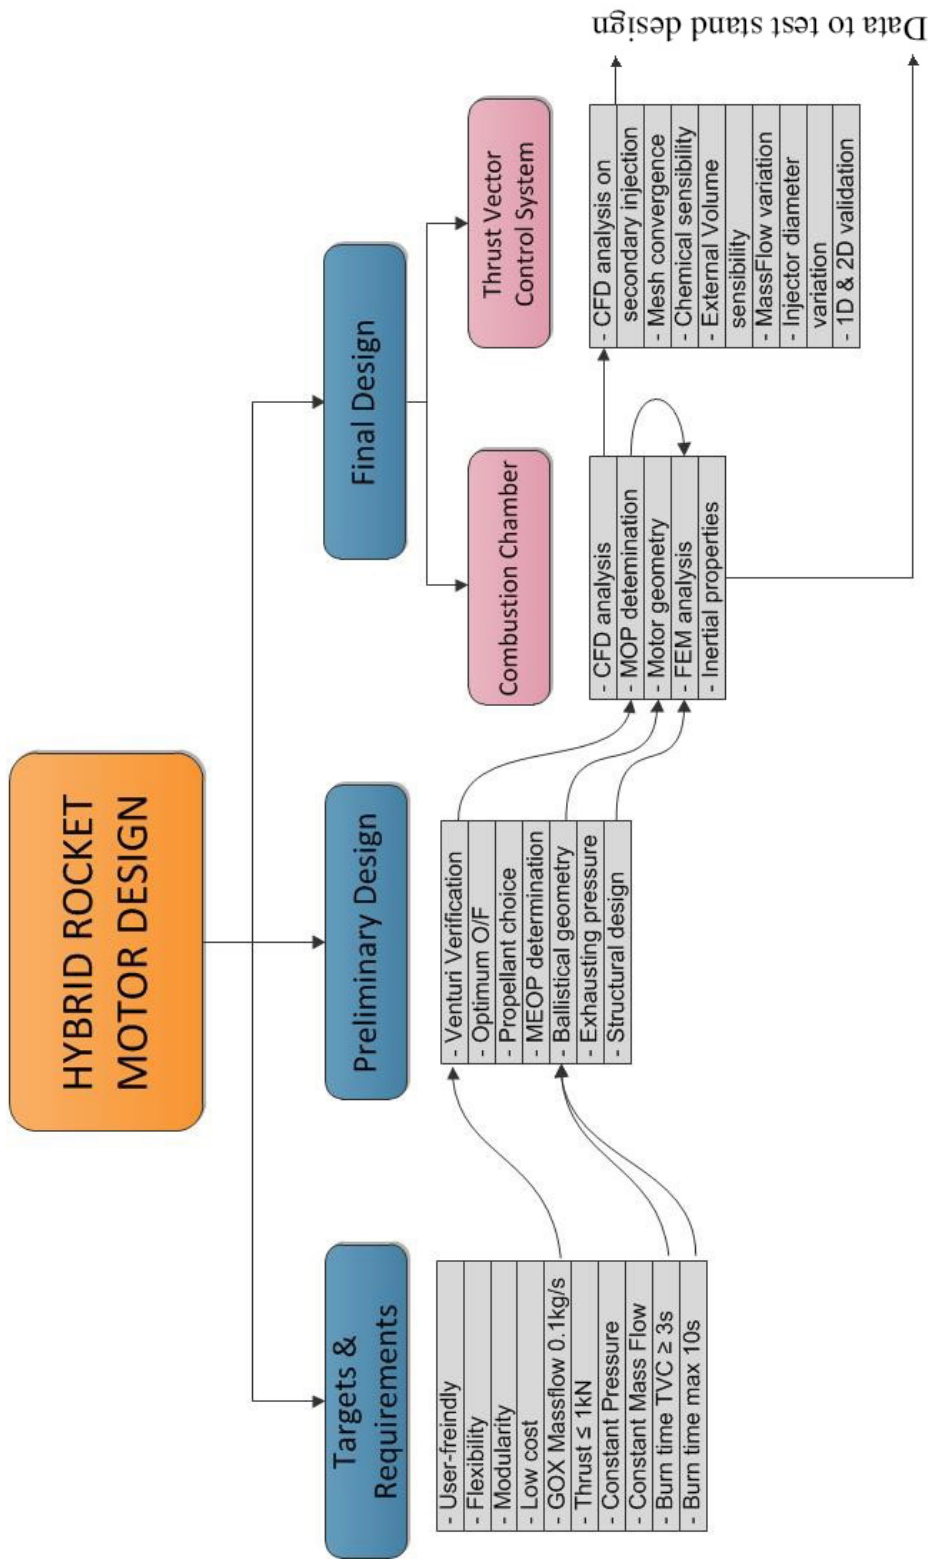 HYBRID ROCKET
MOTOR DESIGN
Targets &
Requirements
Preliminary Design
Final Design
Combustion Chamber
Thrust Vector
Control System
- User-freindly
- Flexibility
- Modularity
- Low cost
- GOX Massflow 0.1kg/s
- Thrust ≤ 1kN
- Constant Pressure
- Constant Mass Flow
- Burn time TVC ≥ 3s
- Burn time max 10s
- Venturi Verification
- Optimum O/F
- Propellant choice
- MEOP determination
- Ballistical geometry
- Exhausting pressure
- Structural design
- CFD analysis
- MOP detemination
- Motor geometry
- FEM analysis
- Inertial properties
- CFD analysis on
secondary injection
- Mesh convergence
- Chemical sensibility
- External Volume
sensibility
- MassFlow variation
- Injector diameter
variation
- 1D & 2D validation
Data to test stand design